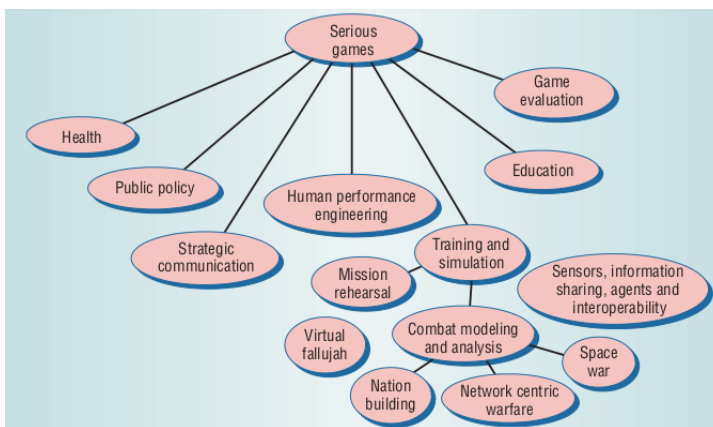 Serious
games
Game
evaluation
Health
Education
Public policy
Human performance
engineering
Strategic
communication
Training and
simulation
Mission
rehearsal
Sensors, information
sharing, agents and
interoperability
Virtual
fallujah
Combat modeling
and analysis
Space
war
Nation
building
Network centric
warfare